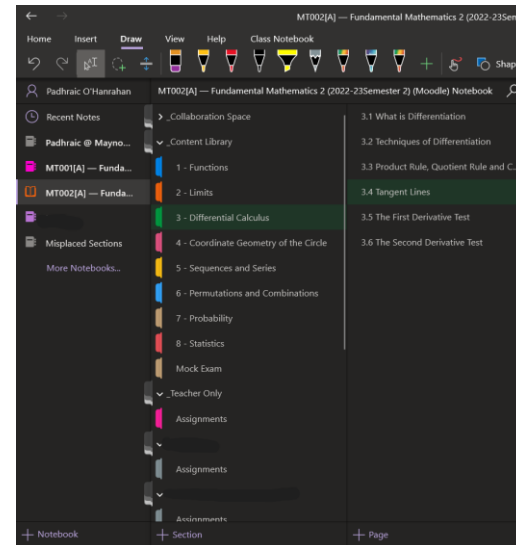 MT002[A] — Fundamental Mathematics 2 (2022-23Sem
Home Insert Draw View Help Class Notebook
Shap
Padhraic O'Hanrahan
MT002[A] — Fundamental Mathematics 2 (2022-23Semester 2) (Moodle) Notebook
Recent Notes
Padhraic @ Mayno...
MT001[A] — Funda...
MT002[A] — Funda...
Misplaced Sections
More Notebooks...
_Collaboration Space
_Content Library
1 - Functions
2 - Limits
3 - Differential Calculus
4 - Coordinate Geometry of the Circle
5 - Sequences and Series
6 - Permutations and Combinations
7 - Probability
8 - Statistics
Mock Exam
_Teacher Only
Assignments
Assignments
Assignments
3.1 What is Differentiation
3.2 Techniques of Differentiation
3.3 Product Rule, Quotient Rule and C...
3.4 Tangent Lines
3.5 The First Derivative Test
3.6 The Second Derivative Test
+ Notebook
+ Section
+ Page